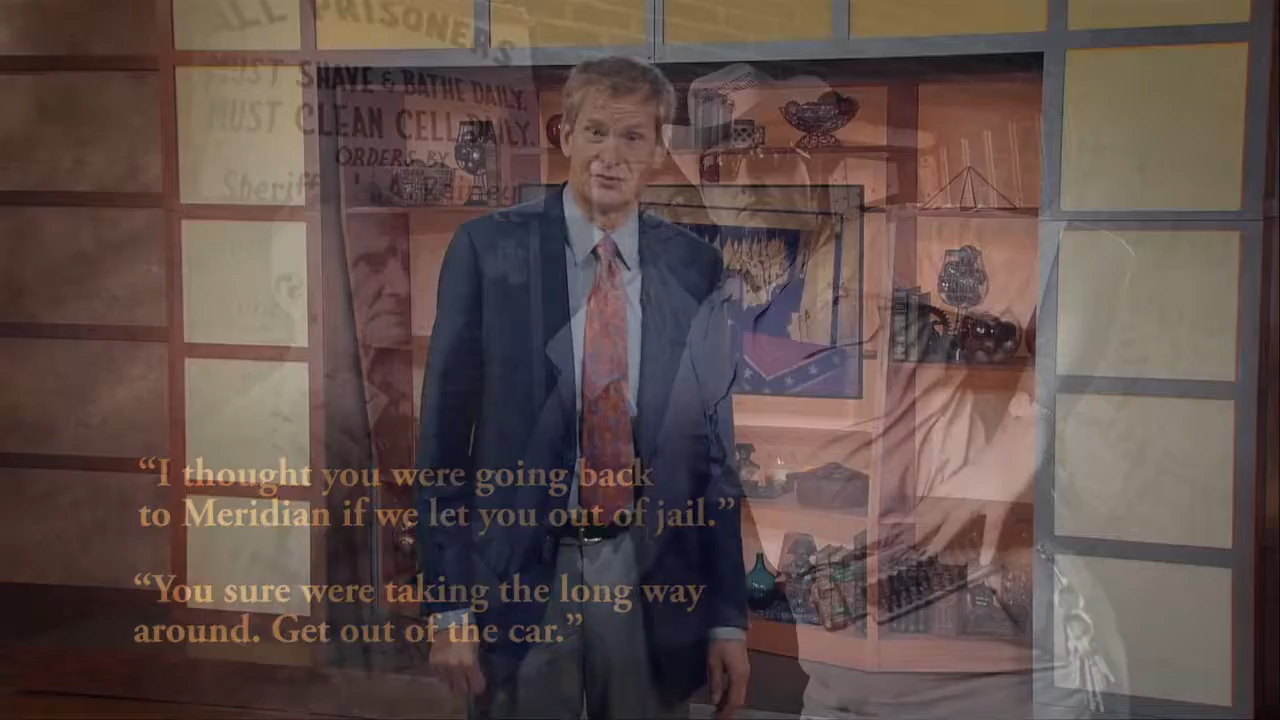 ALL PRISONERS
MUST SHAVE & BATHE DAILY.
MUST CLEAN CELL DAILY.
ORDERS BY
Sheriff Rainey
“I thought you were going back
to Meridian if we let you out of jail.”
“You sure were taking the long way
around. Get out of the car.”